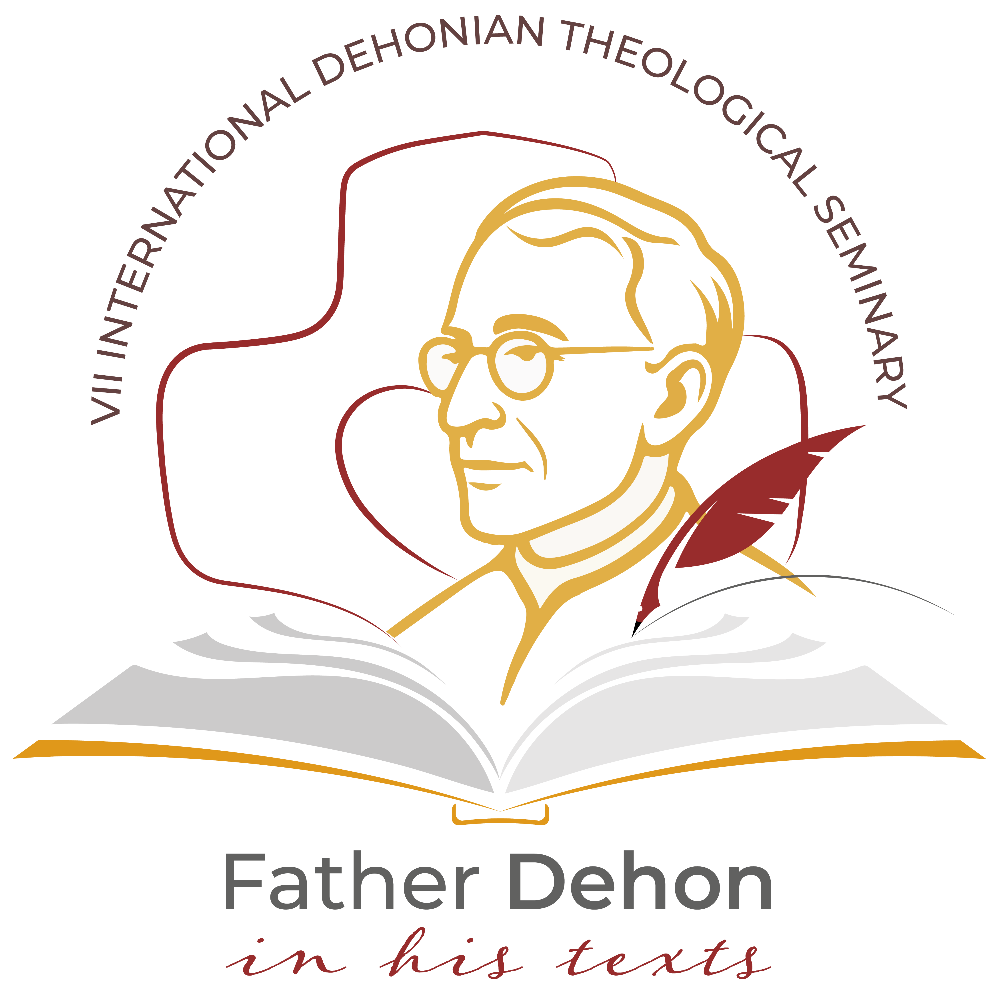 VII INTERNATIONAL DEHONIAN THEOLOGICAL SEMINARY
Father Dehon
in his texts